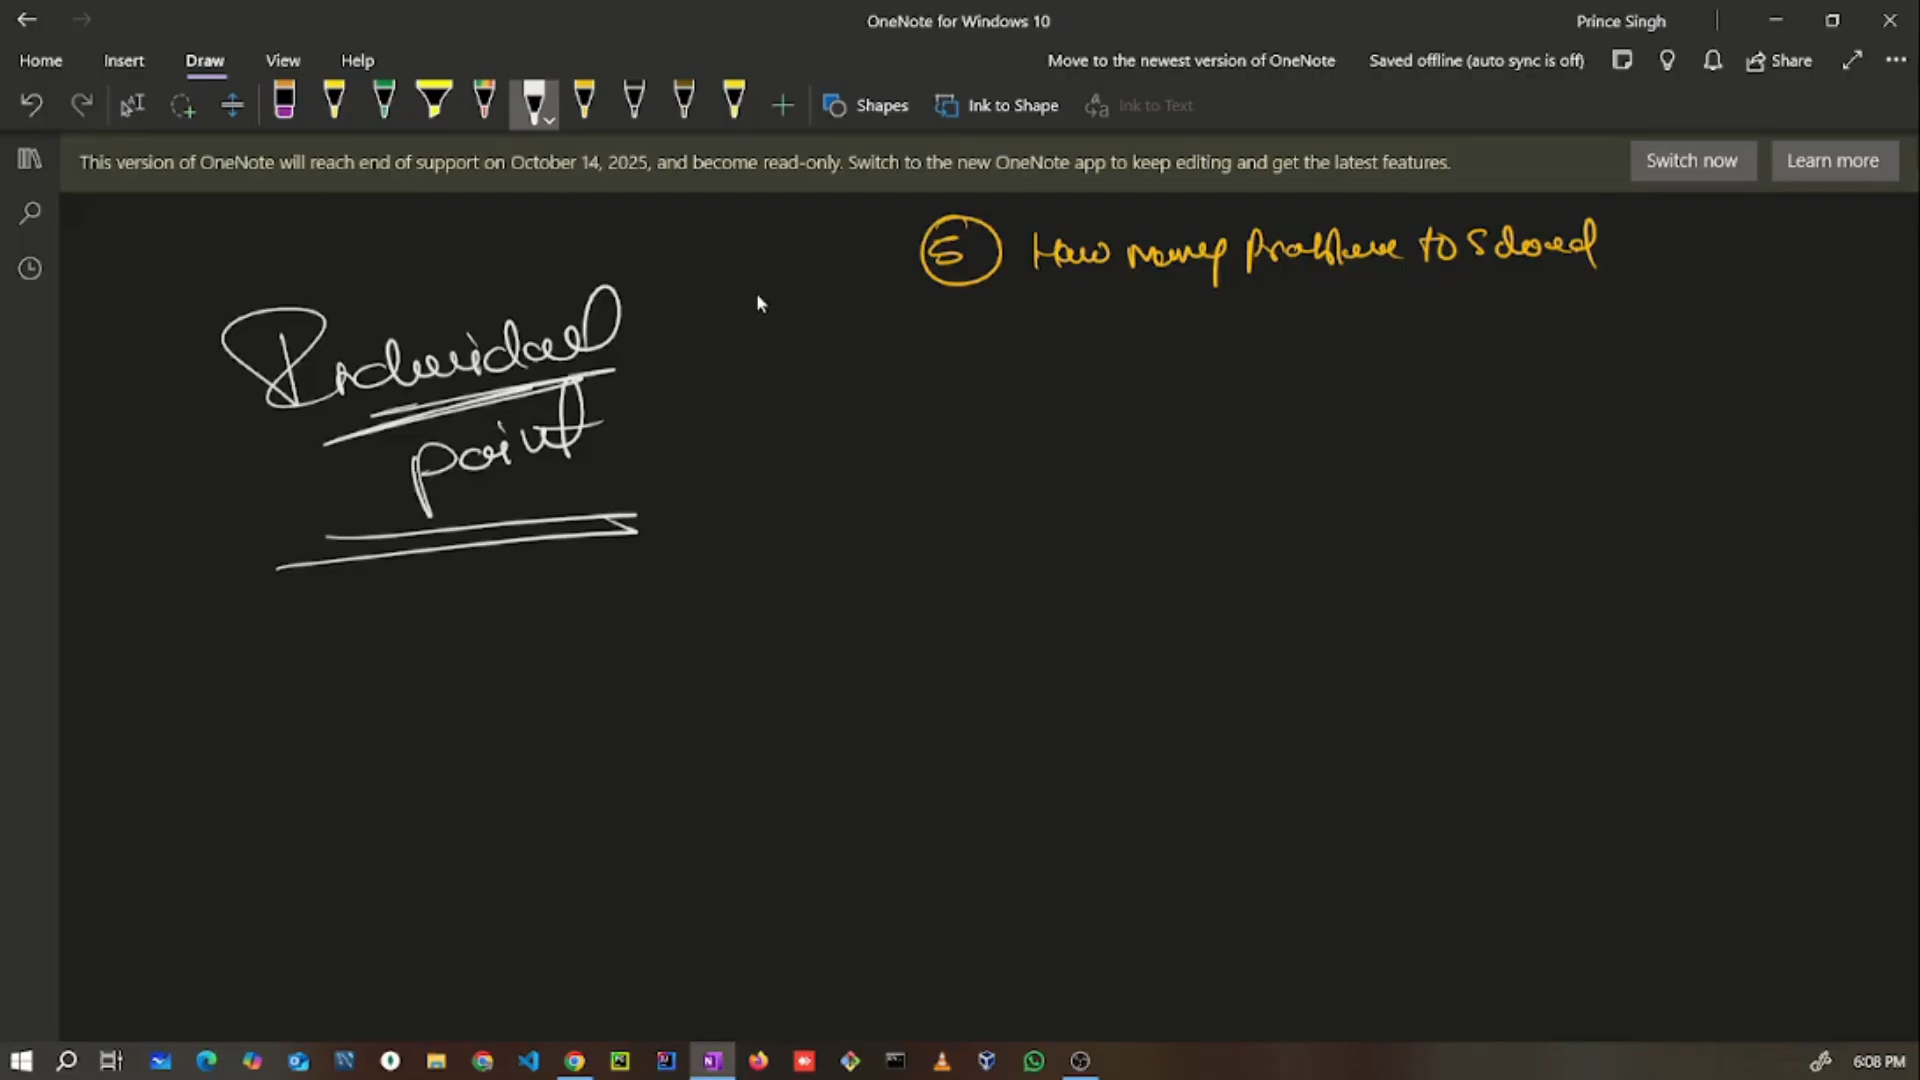 OneNote for Windows 10
Prince Singh
Home Insert Draw View Help
Move to the newest version of OneNote
Saved offline (auto sync is off)
Share
Shapes
Ink to Shape
Ink to Text
This version of OneNote will reach end of support on October 14, 2025, and become read-only. Switch to the new OneNote app to keep editing and get the latest features.
Switch now
Learn more
5 How many problem to Solved
Individual
point
6:08 PM